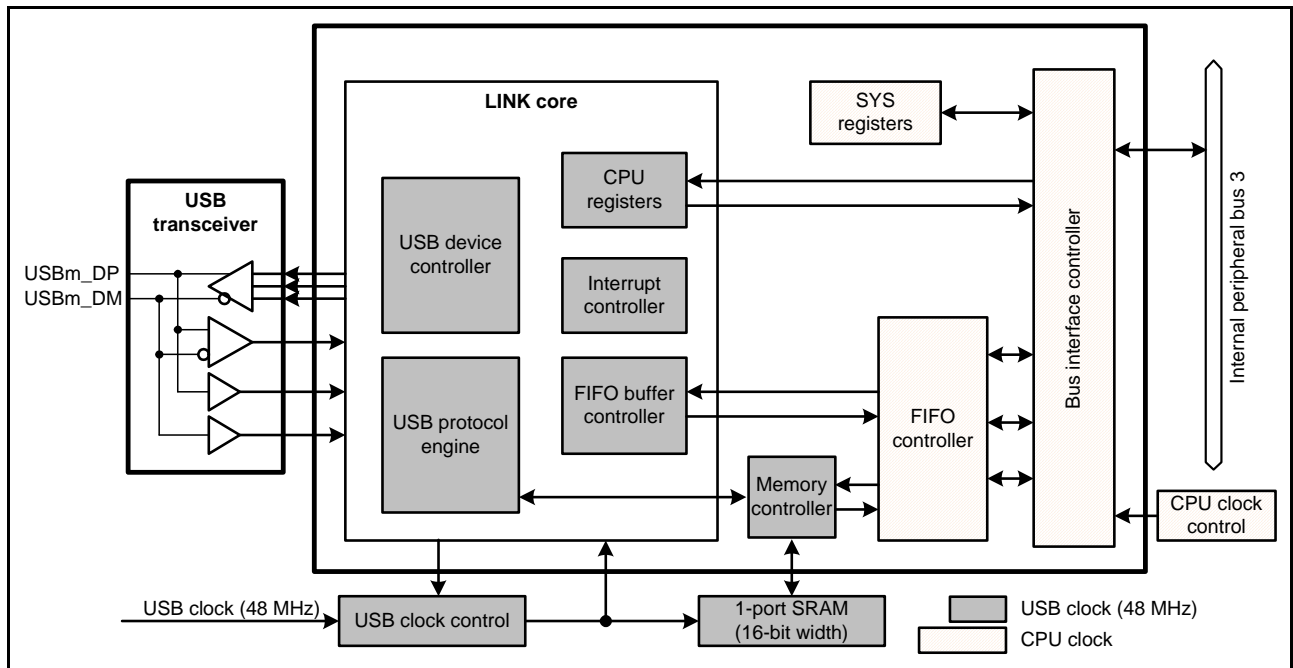 LINK core
SYS
registers
CPU
registers
USB
transceiver
USB device
controller
USBm_DP
USBm_DM
Interrupt
controller
Internal peripheral bus 3
Bus interface controller
FIFO buffer
controller
FIFO
controller
USB protocol
engine
Memory
controller
CPU clock
control
USB clock (48 MHz)
USB clock control
1-port SRAM
(16-bit width)
USB clock (48 MHz)
CPU clock